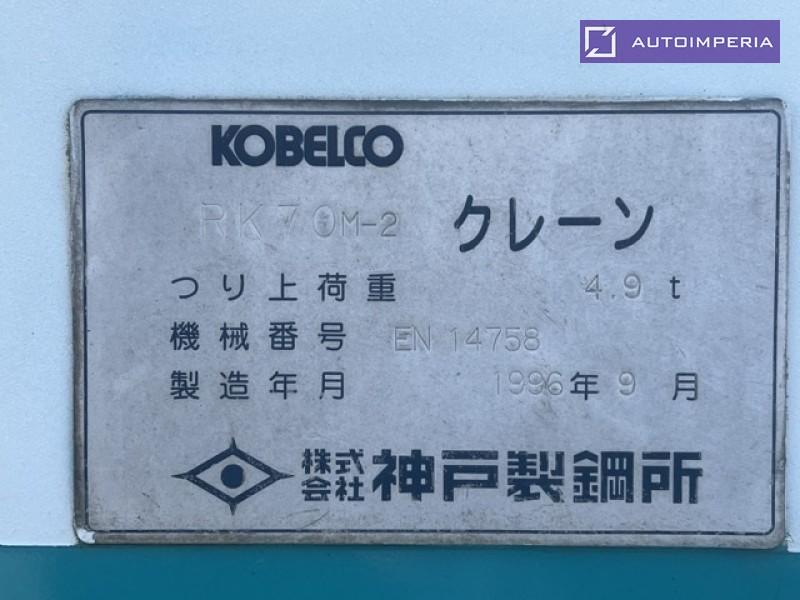 AUTOIMPERIA
KOBELCO
RK70M-2 クレーン
つり上荷重 4.9 t
機械番号 EN 14758
製造年月 1996年 9 月
株式会社 神戸製鋼所